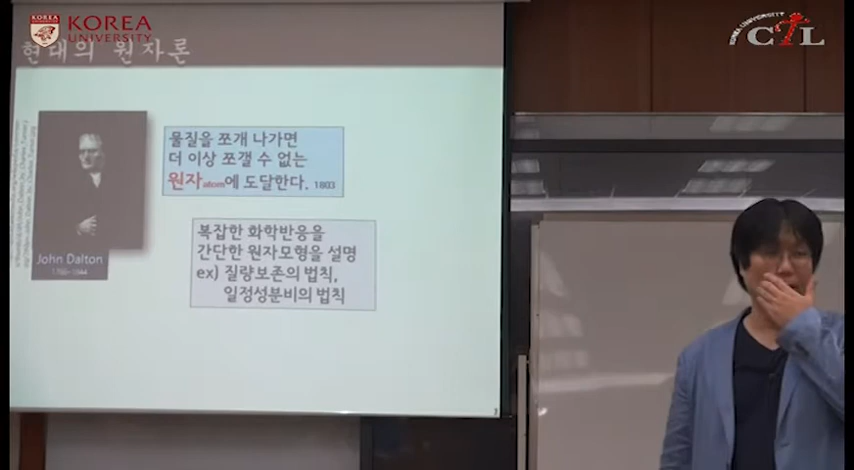 KOREA
UNIVERSITY
KOREA UNIVERSITY
CTL
현대의 원자론
물질을 쪼개 나가면
더 이상 쪼갤 수 없는
원자atom에 도달한다. 1803
John Dalton
복잡한 화학반응을
간단한 원자모형을 설명
ex) 질량보존의 법칙,
일정성분비의 법칙